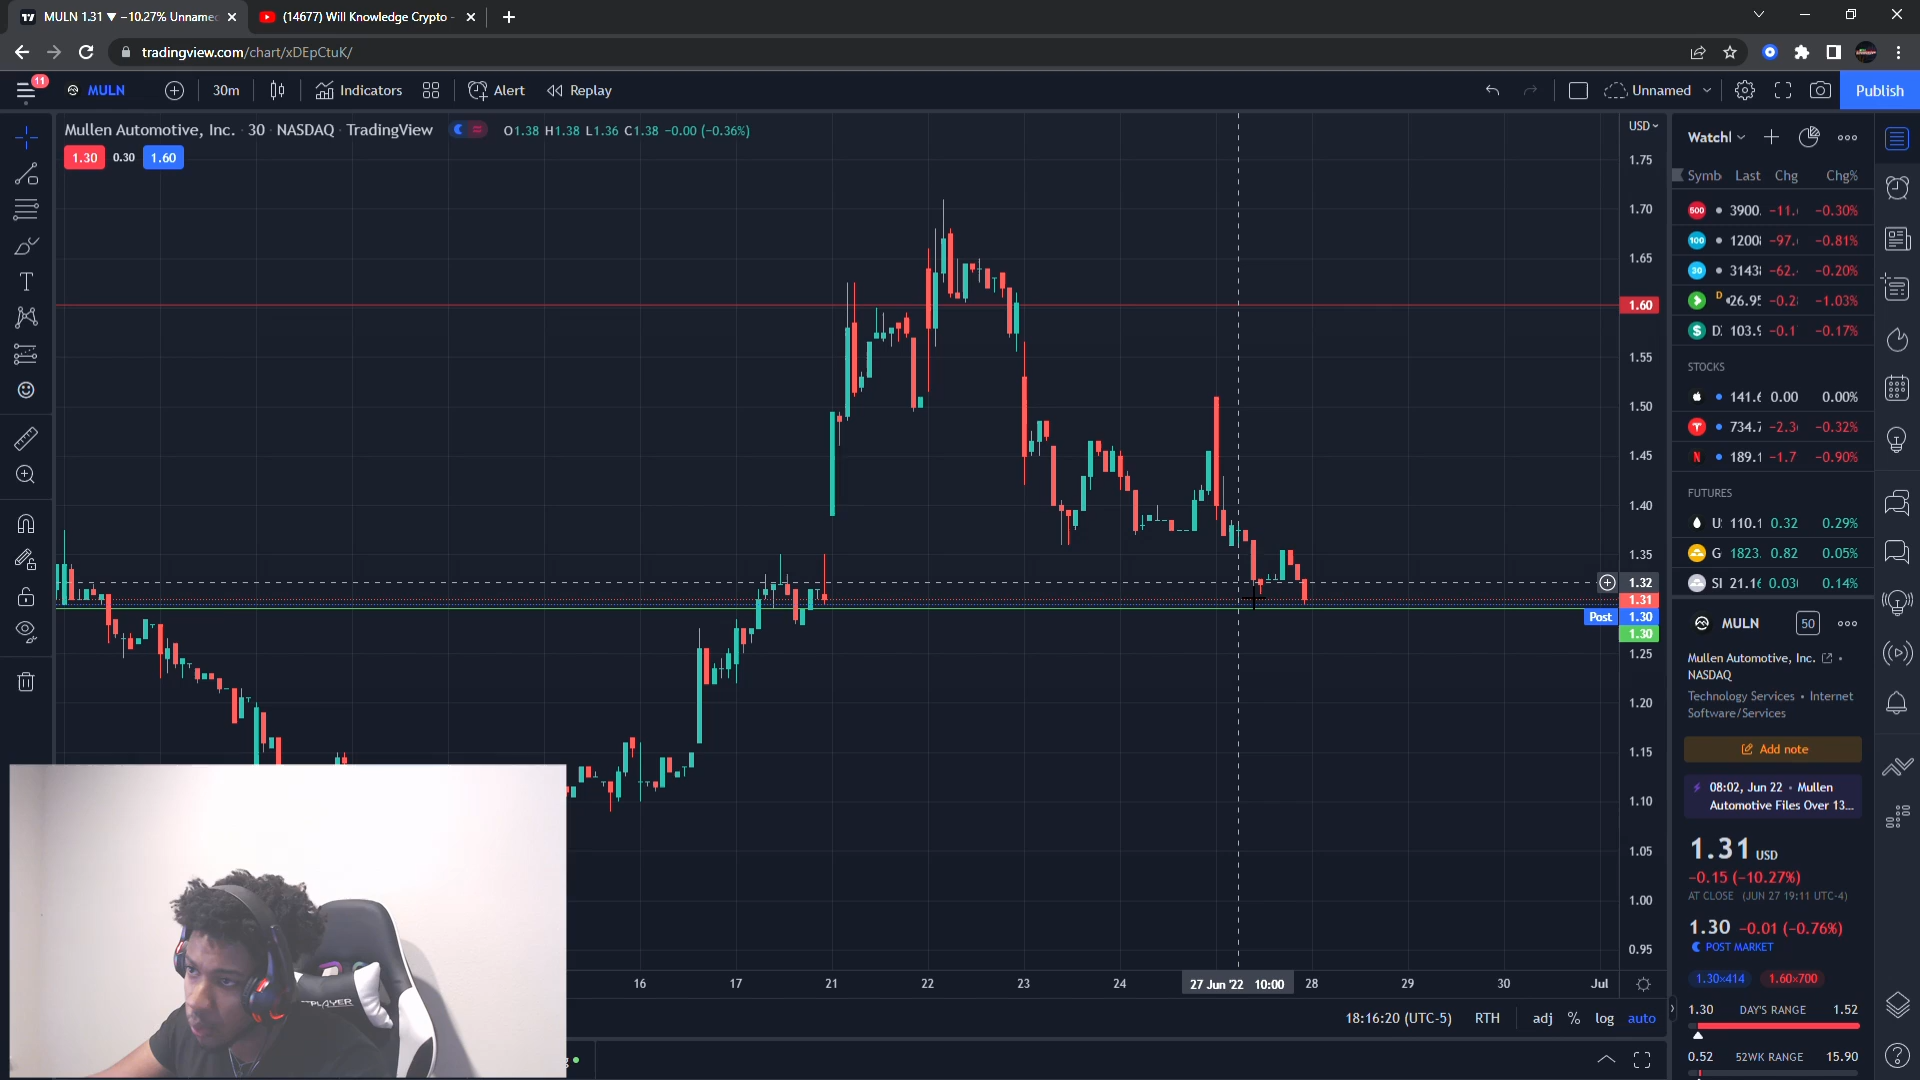 MULN 1.31 ▼ −10.27% Unnamed
(14677) Will Knowledge Crypto -
tradingview.com/chart/xDEpCtuK/
11
MULN
30m
Indicators
Alert
Replay
Unnamed
Publish
Mullen Automotive, Inc. · 30 · NASDAQ · TradingView
O1.38 H1.38 L1.36 C1.38 −0.00 (−0.36%)
1.30
0.30
1.60
USD
1.75
1.70
1.65
1.60
1.55
1.50
1.45
1.40
1.35
1.32
1.31
Post 1.30
1.30
1.25
1.20
1.15
1.10
1.05
1.00
0.95
16
17
21
22
23
24
27 Jun '22 10:00
28
29
30
Jul
18:16:20 (UTC-5)
RTH
adj
%
log
auto
PLAYER
Watchl
Symb Last Chg Chg%
500 3900. −11. −0.30%
100 1200 −97. −0.81%
30 3143 −62. −0.20%
D 26.95 −0.2 −1.03%
D 103.9 −0.1 −0.17%
STOCKS
141.6 0.00 0.00%
734.7 −2.3 −0.32%
189.1 −1.7 −0.90%
FUTURES
U 110.1 0.32 0.29%
G 1823. 0.82 0.05%
SI 21.16 0.03 0.14%
MULN
50
Mullen Automotive, Inc. •
NASDAQ
Technology Services • Internet
Software/Services
Add note
08:02, Jun 22 • Mullen
Automotive Files Over 13...
1.31 USD
−0.15 (−10.27%)
AT CLOSE (JUN 27 19:11 UTC-4)
1.30 −0.01 (−0.76%)
POST MARKET
1.30×414
1.60×700
1.30 DAY'S RANGE 1.52
0.52 52WK RANGE 15.90